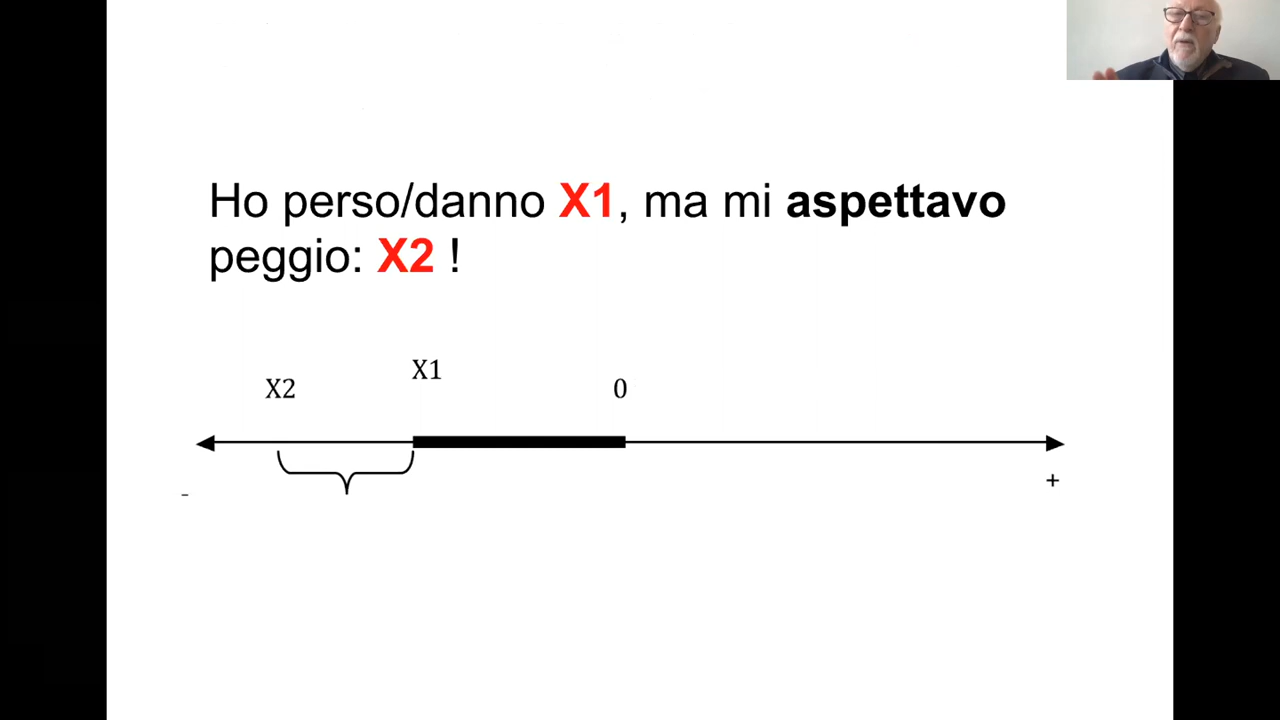 Ho perso/danno X1, ma mi aspettavo
peggio: X2 !
X1
X2
0
-
+